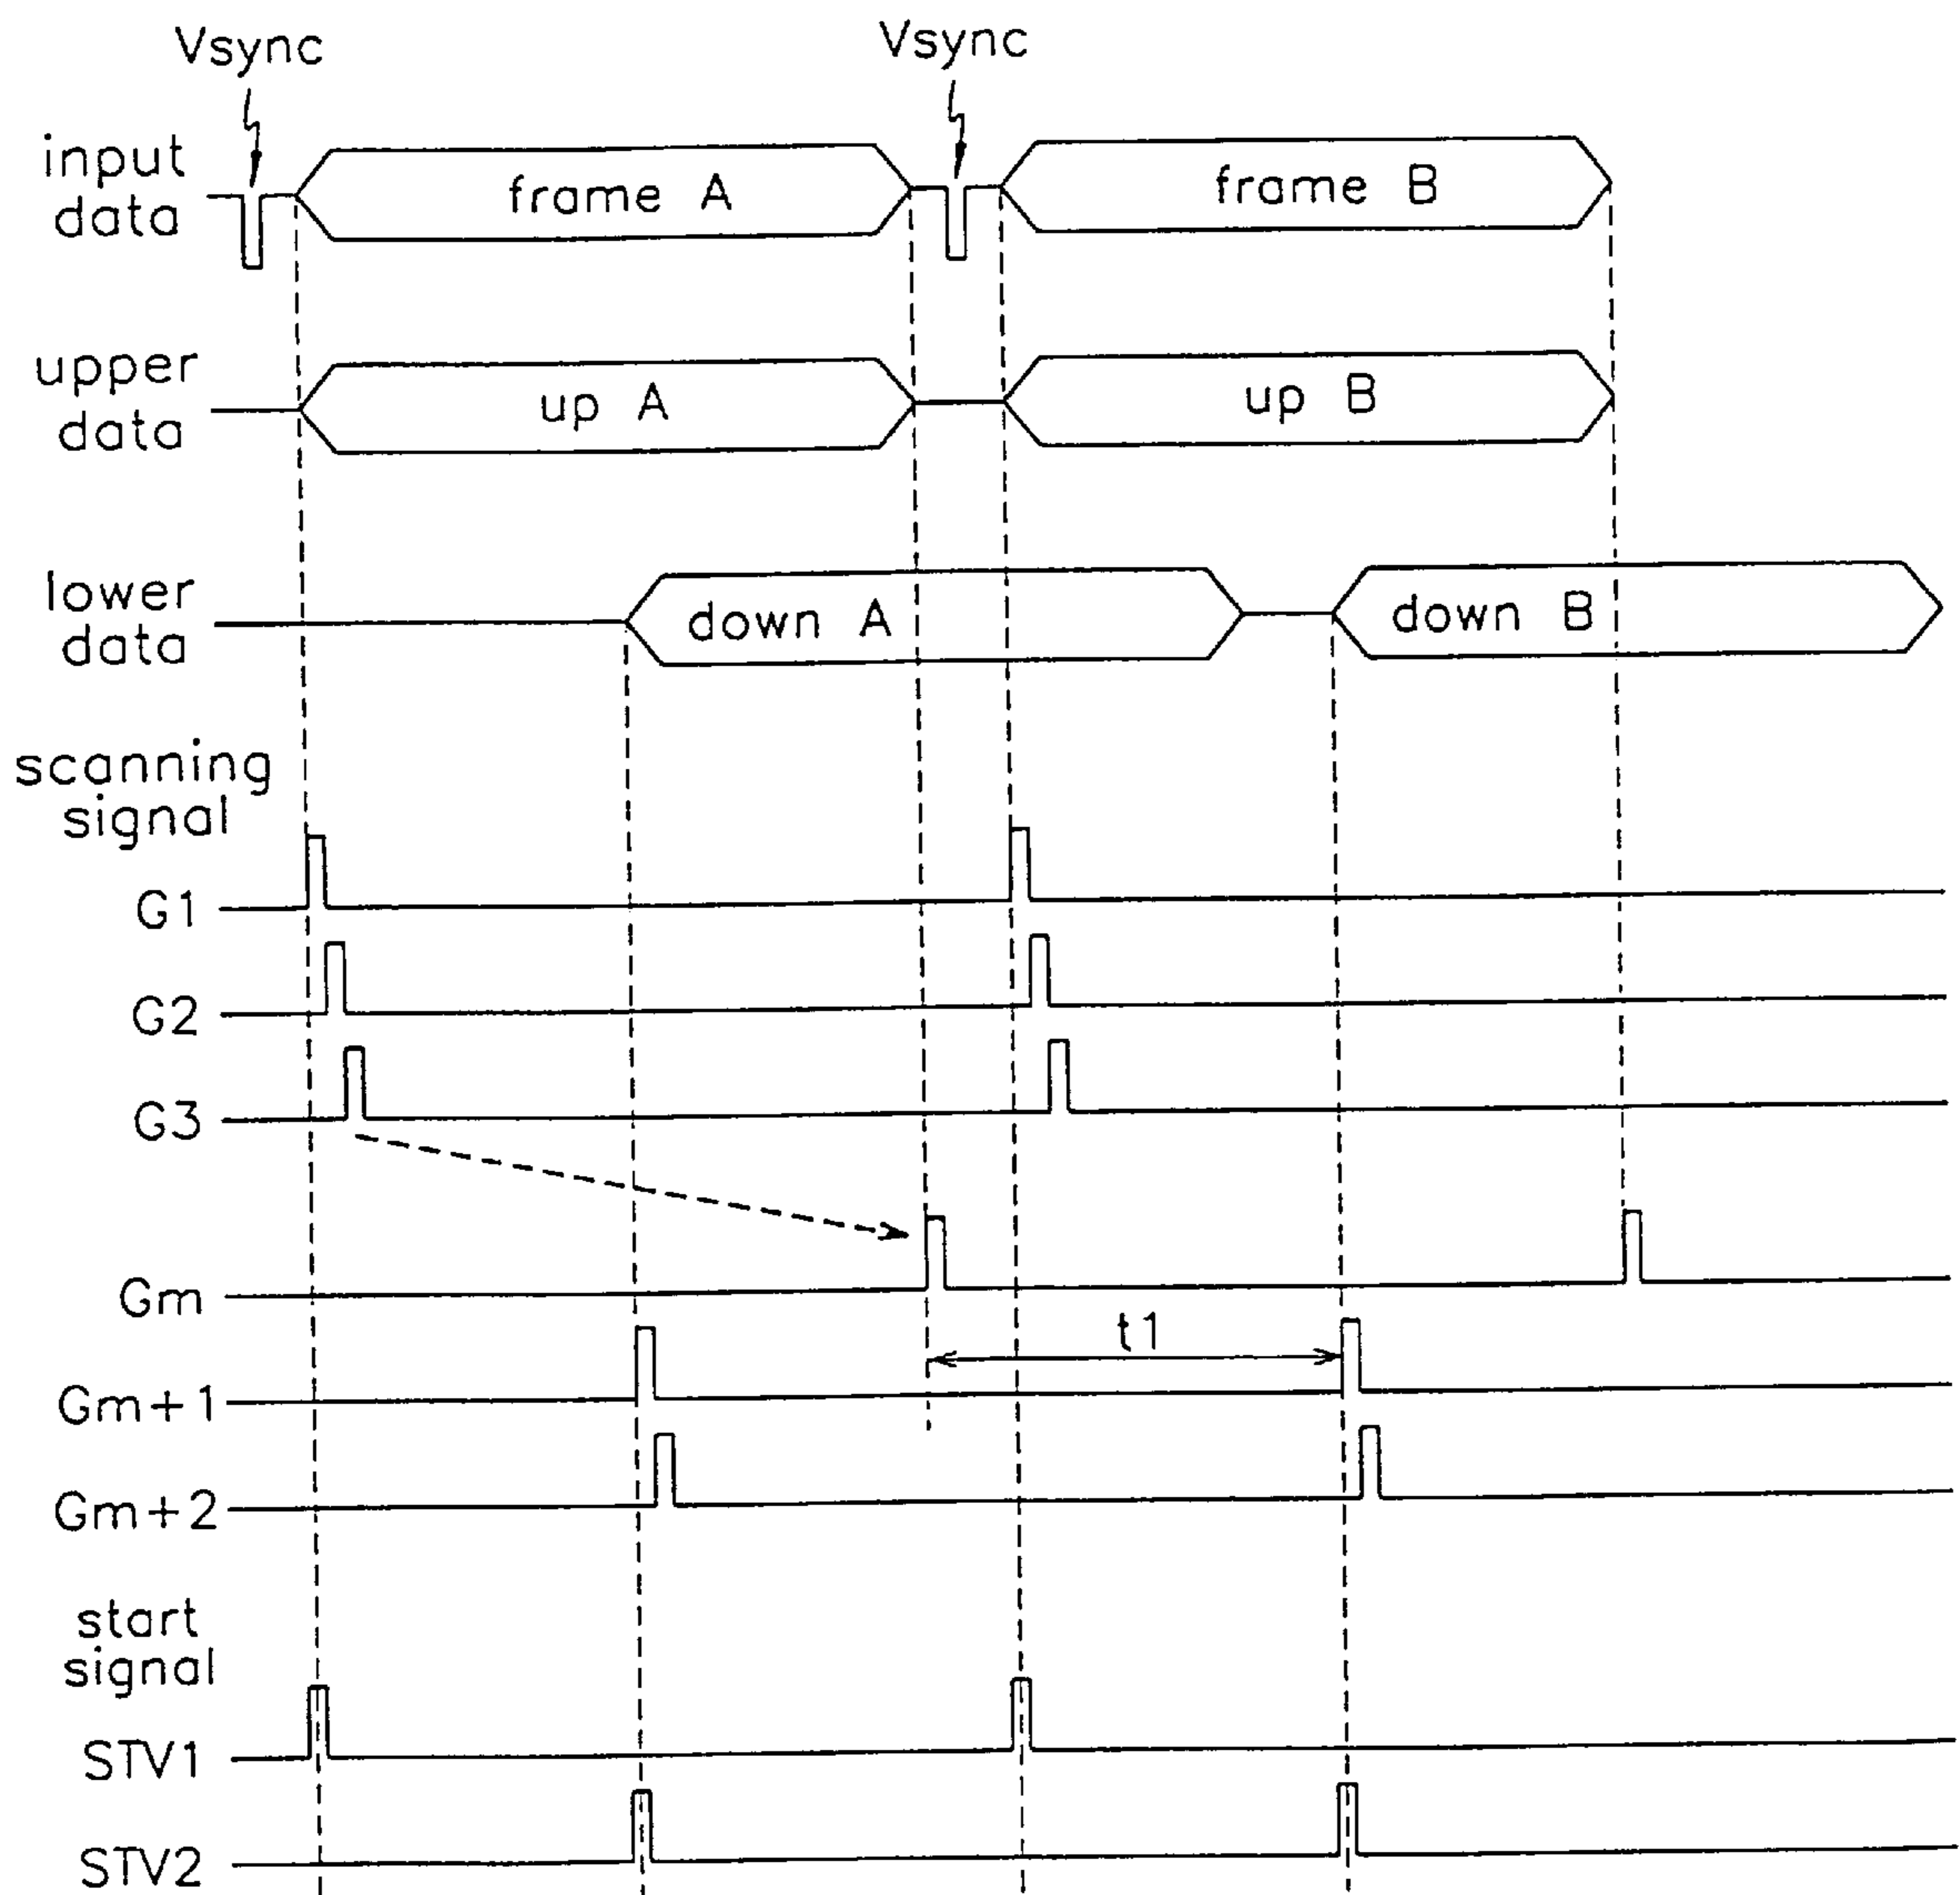 Vsync
Vsync
input
data
frame A
frame B
upper
data
up A
up B
lower
data
down A
down B
scanning
signal
G1
G2
G3
Gm
t1
Gm+1
Gm+2
start
signal
STV1
STV2